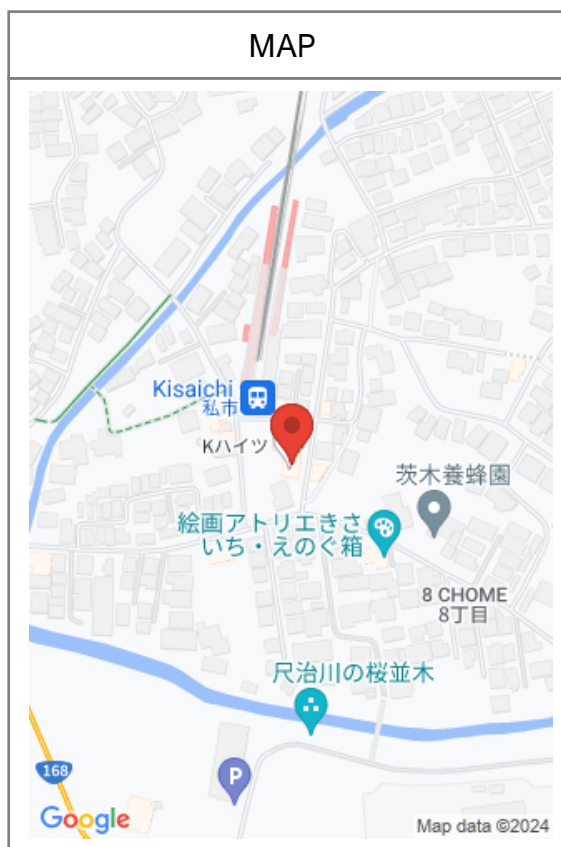 MAP
Kisaichi
私市
Kハイツ
茨木養蜂園
絵画アトリエきさ
いち・えのぐ箱
8 CHOME
8丁目
尺治川の桜並木
168
P
Google
Map data ©2024